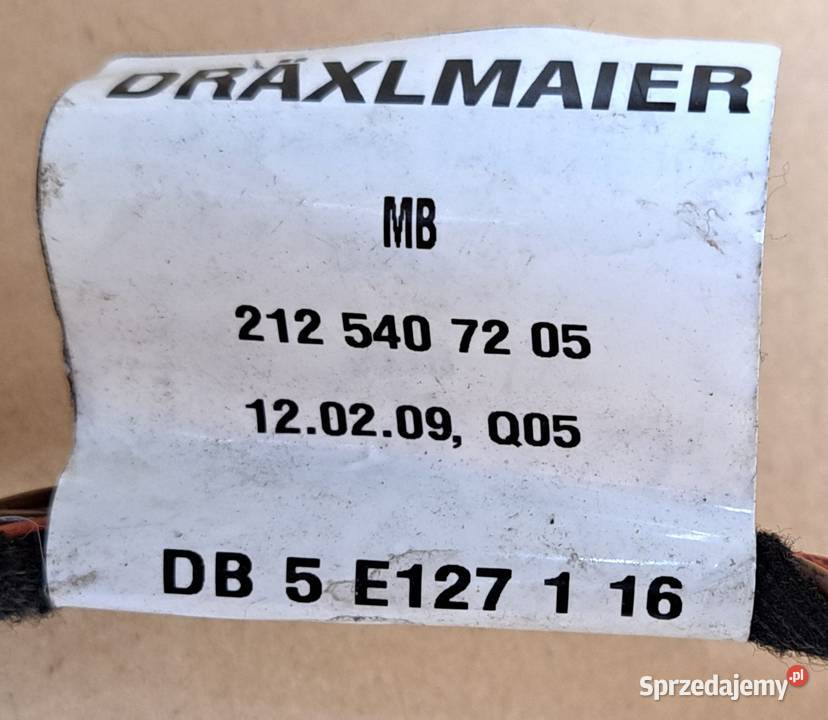 DRÄXLMAIER
MB
212 540 72 05
12.02.09, Q05
DB 5 E127 1 16
Sprzedajemy.pl